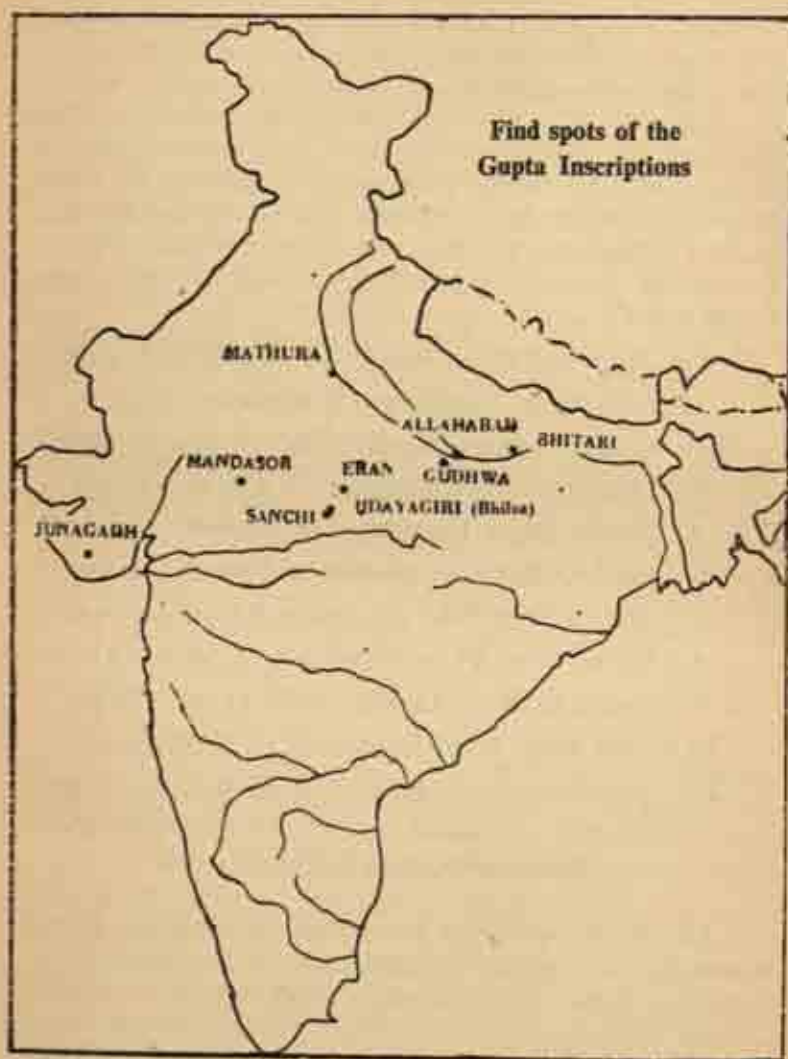 Find spots of the
Gupta Inscriptions
MATHURA
ALLAHABAD
BHITARI
MANDASOR
ERAN
GUDHWA
SANCHI
UDAYAGIRI (Bhilsa)
JUNAGADH